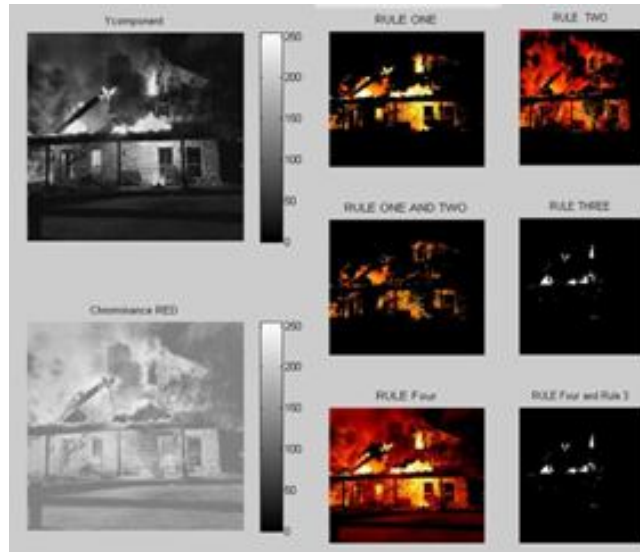 Ycomponent
250
200
150
100
50
0
RULE ONE
RULE TWO
RULE ONE AND TWO
RULE THREE
Chrominance RED
250
200
150
100
50
0
RULE Four
RULE Four and Rule 3